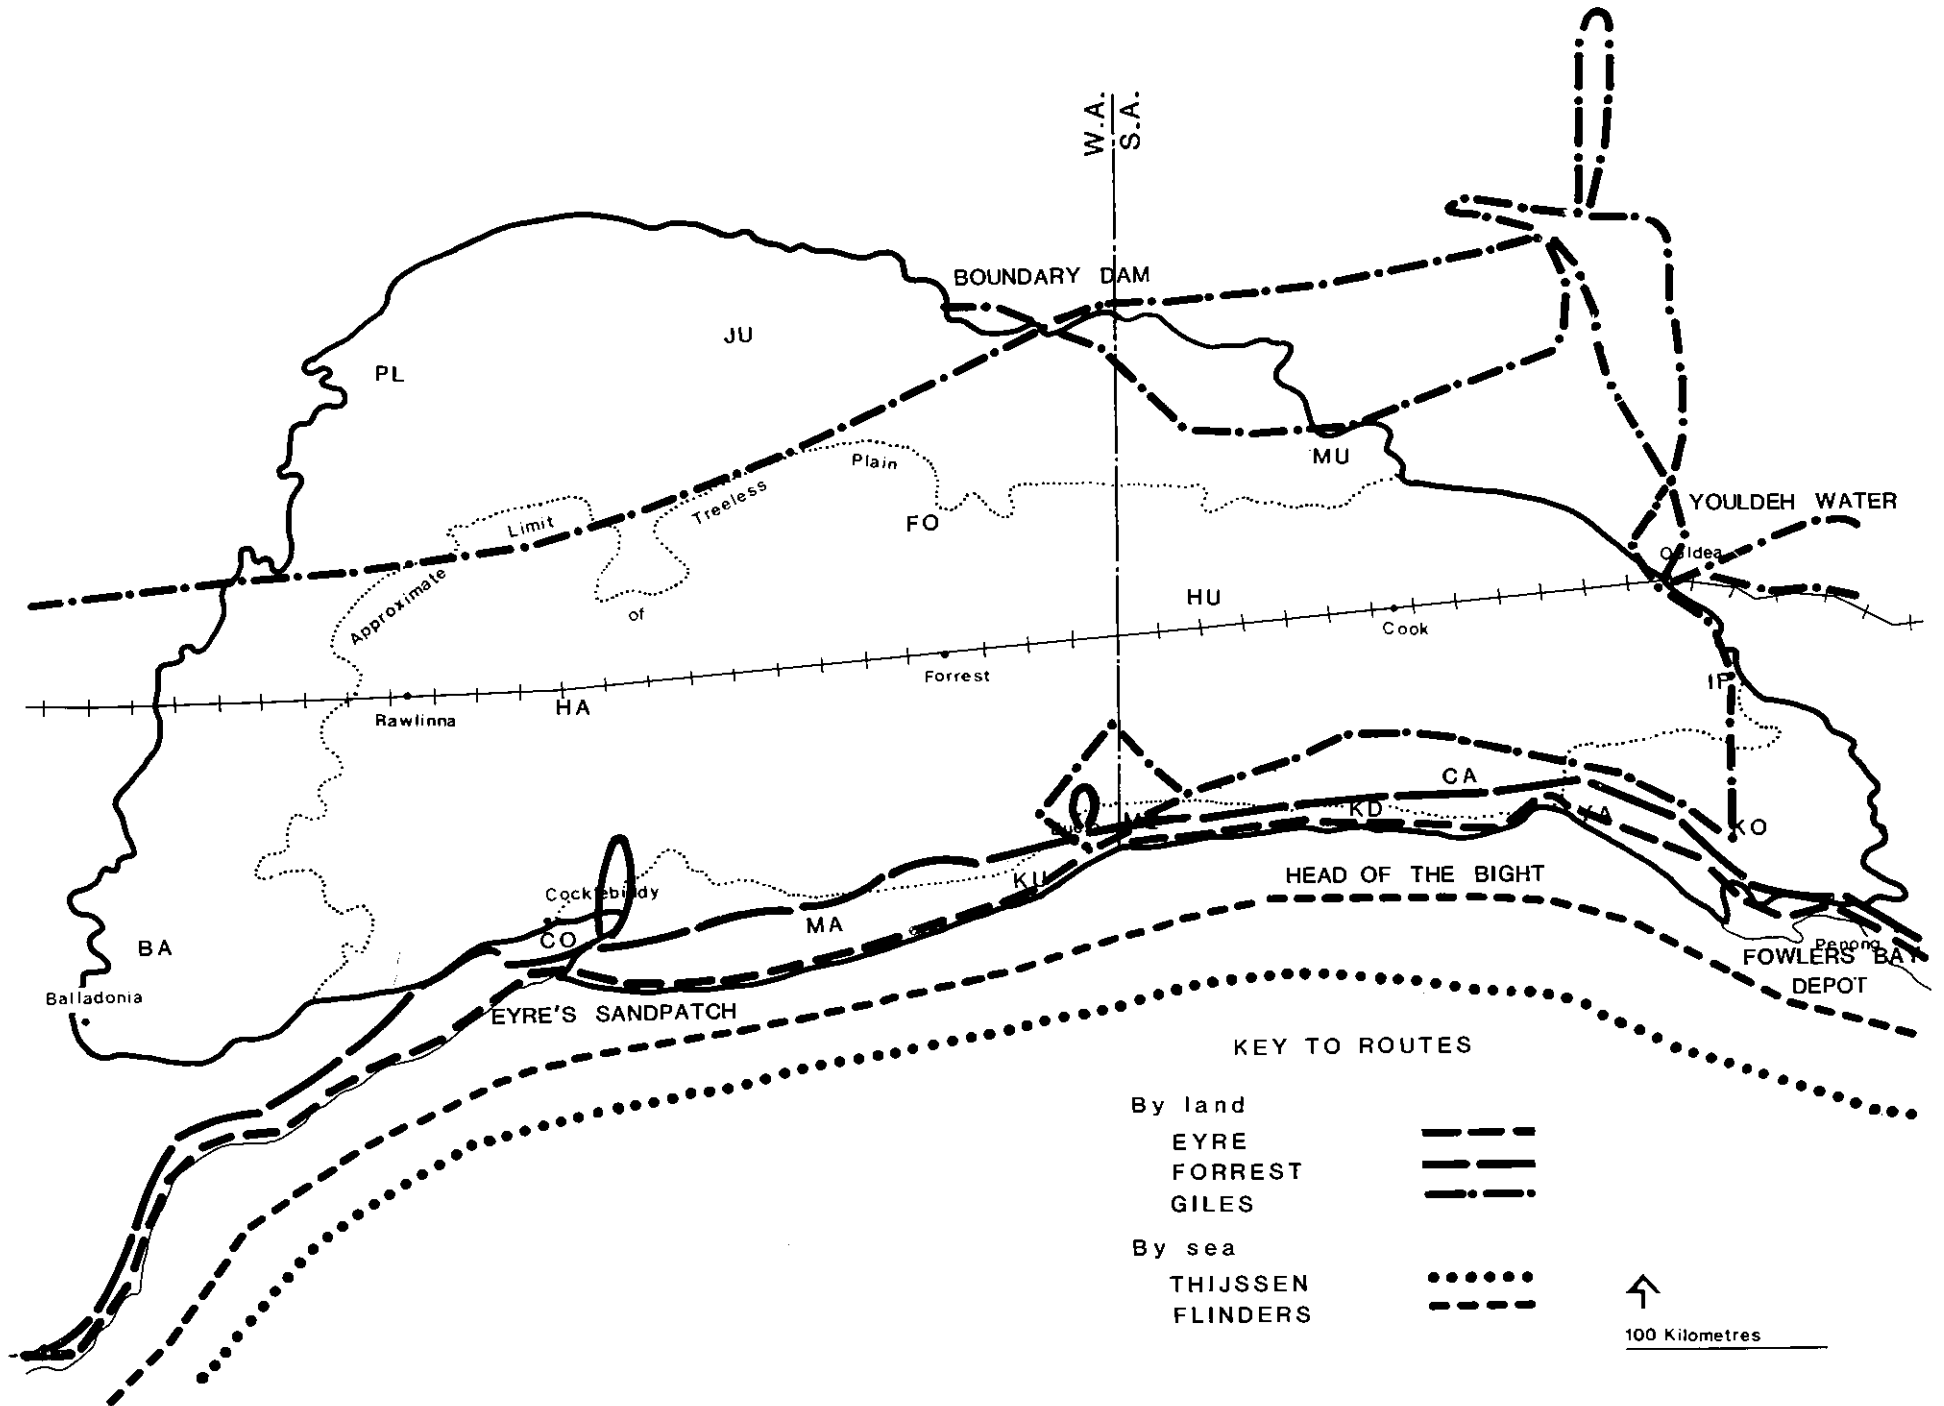 W.A.
S.A.
BOUNDARY DAM
JU
PL
Plain
MU
Treeless
YOULDEH WATER
Limit
FO
Ooldea
Approximate
of
HU
Cook
Forrest
IF
Rawlinna
HA
CA
KD
YA
KO
KU
HEAD OF THE BIGHT
Cocklebiddy
MA
CO
BA
Penong
FOWLERS BAY
DEPOT
Balladonia
EYRE'S SANDPATCH
KEY TO ROUTES
By land
EYRE
FORREST
GILES
By sea
THIJSSEN
FLINDERS
100 Kilometres